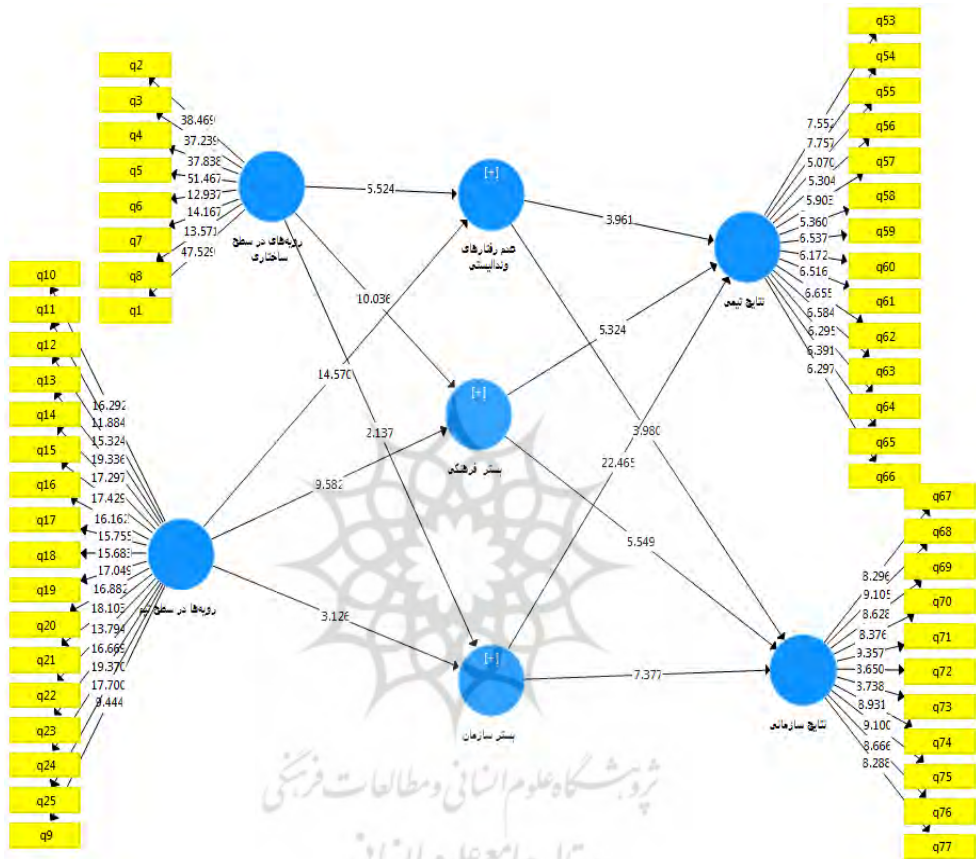 q2
q3
q4
q5
q6
q7
q8
q1
38.469
37.239
37.838
51.467
12.937
14.167
13.571
47.529
رویه‌های در سطح
ساختاری
q10
q11
q12
q13
q14
q15
q16
q17
q18
q19
q20
q21
q22
q23
q24
q25
q9
16.292
11.884
15.324
19.336
17.297
17.429
16.162
15.755
15.683
17.049
16.882
18.103
13.794
16.669
19.370
17.700
9.444
رویه‌ها در سطح تیم
5.524
10.036
14.570
2.137
9.582
3.126
[+]
عدم رفتارهای
وندالیستی
[+]
بستر فرهنگی
[+]
بستر سازمان
3.961
5.324
3.980
22.465
5.549
7.377
نتایج تیمی
7.552
7.757
5.070
5.304
5.903
5.360
6.537
6.172
6.516
6.655
6.584
6.295
6.391
6.297
q53
q54
q55
q56
q57
q58
q59
q60
q61
q62
q63
q64
q65
q66
نتایج سازمانی
8.296
9.105
8.628
8.376
9.357
3.738
8.931
9.100
8.666
8.288
q67
q68
q69
q70
q71
q72
q73
q74
q75
q76
q77
پژوهشگاه علوم انسانی و مطالعات فرهنگی